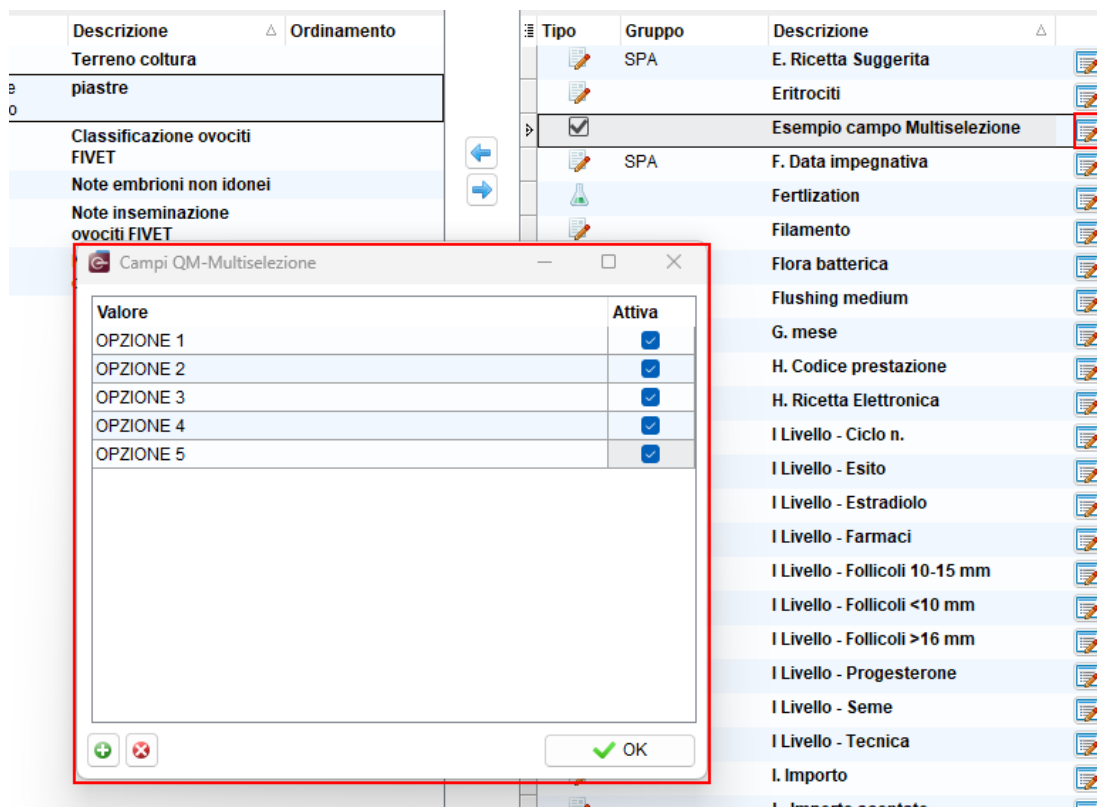 Descrizione Ordinamento
Terreno coltura
e piastre
o
Classificazione ovociti
FIVET
Note embrioni non idonei
Note inseminazione
ovociti FIVET
Tipo Gruppo Descrizione
SPA E. Ricetta Suggerita
Eritrociti
Esempio campo Multiselezione
SPA F. Data impegnativa
Fertlization
Filamento
Flora batterica
Flushing medium
G. mese
H. Codice prestazione
H. Ricetta Elettronica
I Livello - Ciclo n.
I Livello - Esito
I Livello - Estradiolo
I Livello - Farmaci
I Livello - Follicoli 10-15 mm
I Livello - Follicoli <10 mm
I Livello - Follicoli >16 mm
I Livello - Progesterone
I Livello - Seme
I Livello - Tecnica
I. Importo
Campi QM-Multiselezione
Valore Attiva
OPZIONE 1
OPZIONE 2
OPZIONE 3
OPZIONE 4
OPZIONE 5
OK